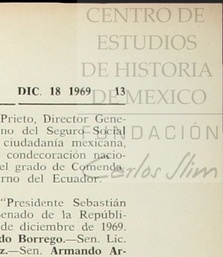 CENTRO DE
ESTUDIOS
DE HISTORIA
DE MEXICO
FUNDACIÓN
Carlos Slim
DIC. 18 1969 13
Prieto, Director Gene-
no del Seguro Social
ciudadanía mexicana,
condecoración nacio-
el grado de Comenda-
rno del Ecuador.
"Presidente Sebastián
enado de la Repúbli-
de diciembre de 1969.
do Borrego.—Sen. Lic.
z.—Sen. Armando Ar-